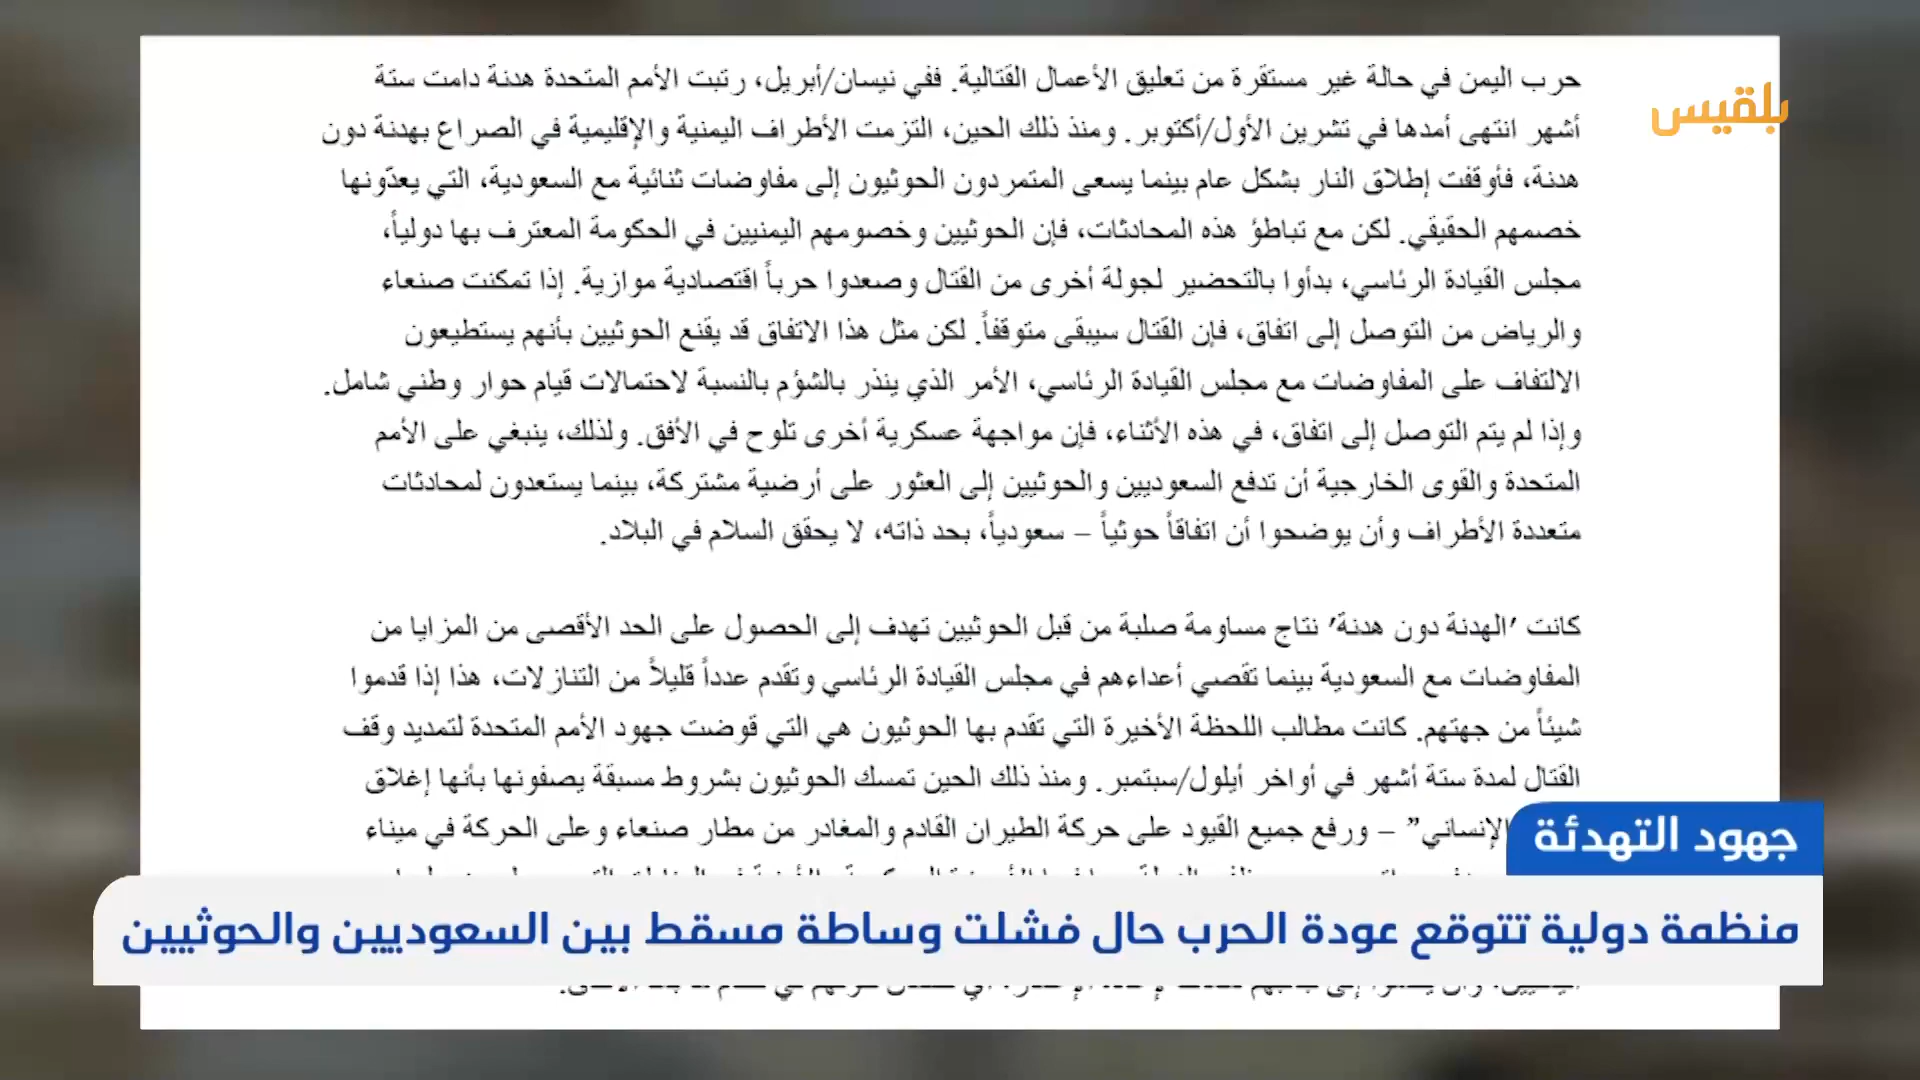 حرب اليمن في حالة غير مستقرة من تعليق الأعمال القتالية. ففي نيسان/أبريل، رتبت الأمم المتحدة هدنة دامت ستة
بلقيس
أشهر انتهى أمدها في تشرين الأول/أكتوبر. ومنذ ذلك الحين، التزمت الأطراف اليمنية والإقليمية في الصراع بهدنة دون
هدنة، فأوقفت إطلاق النار بشكل عام بينما يسعى المتمردون الحوثيون إلى مفاوضات ثنائية مع السعودية، التي يعدّونها
خصمهم الحقيقي. لكن مع تباطؤ هذه المحادثات، فإن الحوثيين وخصومهم اليمنيين في الحكومة المعترف بها دولياً،
مجلس القيادة الرئاسي، بدأوا بالتحضير لجولة أخرى من القتال وصعدوا حرباً اقتصادية موازية. إذا تمكنت صنعاء
والرياض من التوصل إلى اتفاق، فإن القتال سيبقى متوقفاً. لكن مثل هذا الاتفاق قد يقنع الحوثيين بأنهم يستطيعون
الالتفاف على المفاوضات مع مجلس القيادة الرئاسي، الأمر الذي ينذر بالشؤم بالنسبة لاحتمالات قيام حوار وطني شامل.
وإذا لم يتم التوصل إلى اتفاق، في هذه الأثناء، فإن مواجهة عسكرية أخرى تلوح في الأفق. ولذلك، ينبغي على الأمم
المتحدة والقوى الخارجية أن تدفع السعوديين والحوثيين إلى العثور على أرضية مشتركة، بينما يستعدون لمحادثات
متعددة الأطراف وأن يوضحوا أن اتفاقاً حوثياً – سعودياً، بحد ذاته، لا يحقق السلام في البلاد.
كانت ’الهدنة دون هدنة’ نتاج مساومة صلبة من قبل الحوثيين تهدف إلى الحصول على الحد الأقصى من المزايا من
المفاوضات مع السعودية بينما تقصي أعداءهم في مجلس القيادة الرئاسي وتقدم عدداً قليلاً من التنازلات، هذا إذا قدموا
شيئاً من جهتهم. كانت مطالب اللحظة الأخيرة التي تقدم بها الحوثيون هي التي قوضت جهود الأمم المتحدة لتمديد وقف
القتال لمدة ستة أشهر في أواخر أيلول/سبتمبر. ومنذ ذلك الحين تمسك الحوثيون بشروط مسبقة يصفونها بأنها إغلاق
الإنساني” – ورفع جميع القيود على حركة الطيران القادم والمغادر من مطار صنعاء وعلى الحركة في ميناء
جهود التهدئة
منظمة دولية تتوقع عودة الحرب حال فشلت وساطة مسقط بين السعوديين والحوثيين